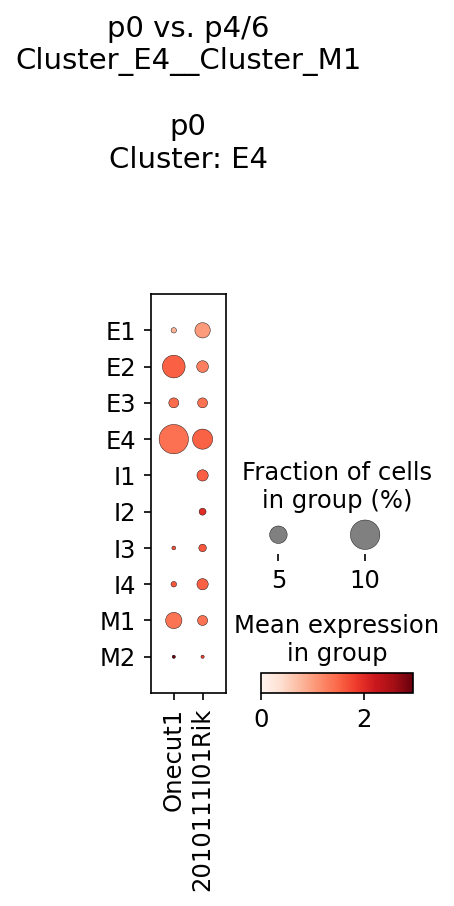 p0 vs. p4/6
Cluster_E4__Cluster_M1
p0
Cluster: E4
E1
E2
E3
E4
I1
I2
I3
I4
M1
M2
Onecut1
2010111I01Rik
Fraction of cells
in group (%)
5 10
Mean expression
in group
0 2